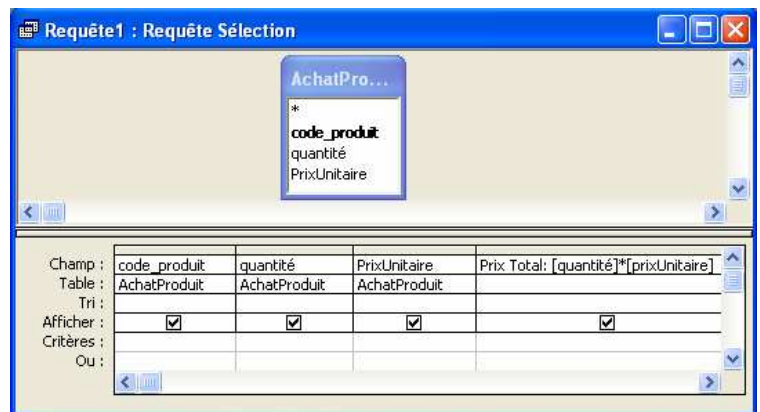 Requête1 : Requête Sélection
AchatPro...
*
code_produit
quantité
PrixUnitaire
Champ : code_produit quantité PrixUnitaire Prix Total: [quantité]*[prixUnitaire]
Table : AchatProduit AchatProduit AchatProduit
Tri :
Afficher :
Critères :
Ou :